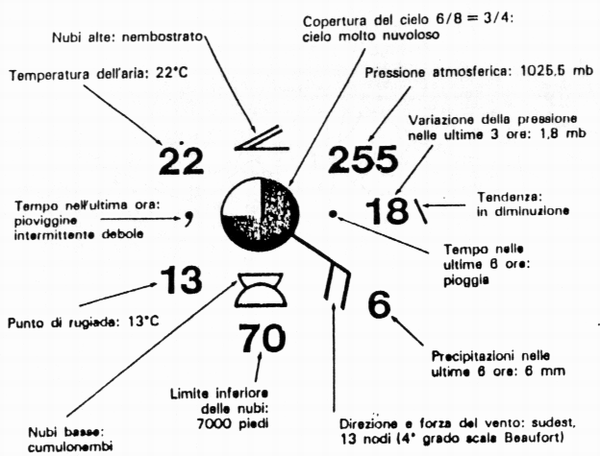 Copertura del cielo 6/8 = 3/4:
cielo molto nuvoloso
Nubi alte: nembostrato
Temperatura dell'aria: 22°C
Pressione atmosferica: 1025,5 mb
Variazione della pressione
nelle ultime 3 ore: 1,8 mb
22
255
Tempo nell'ultima ora:
pioviggine
intermittente debole
,
18
Tendenza:
in diminuzione
Tempo nelle
ultime 6 ore:
pioggia
13
6
Punto di rugiada: 13°C
70
Precipitazioni nelle
ultime 6 ore: 6 mm
Limite inferiore
delle nubi:
7000 piedi
Direzione e forza del vento: sudest,
13 nodi (4° grado scala Beaufort)
Nubi basse:
cumulonembi